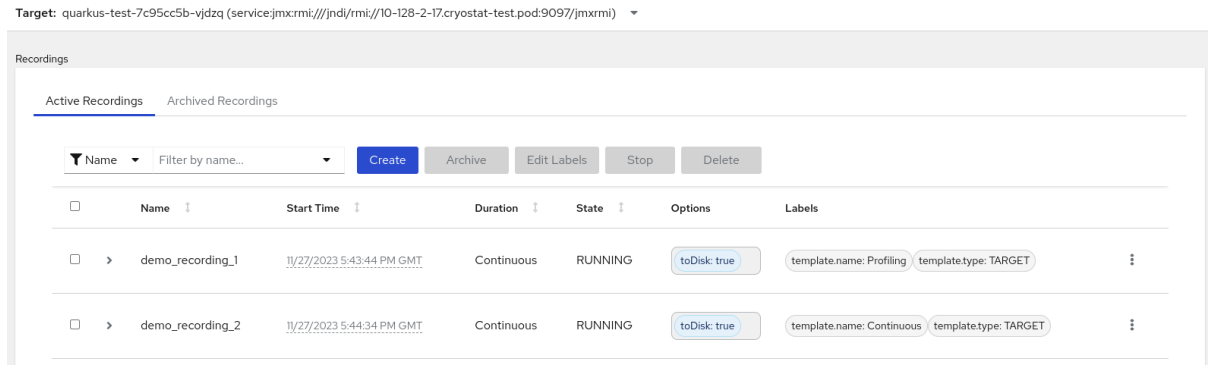 Target: quarkus-test-7c95cc5b-vjdzq (service:jmx:rmi:///jndi/rmi://10-128-2-17.cryostat-test.pod:9097/jmxrmi)
Recordings
Active Recordings Archived Recordings
Name Filter by name... Create Archive Edit Labels Stop Delete
Name Start Time Duration State Options Labels
demo_recording_1 11/27/2023 5:43:44 PM GMT Continuous RUNNING toDisk: true template.name: Profiling template.type: TARGET
demo_recording_2 11/27/2023 5:44:34 PM GMT Continuous RUNNING toDisk: true template.name: Continuous template.type: TARGET